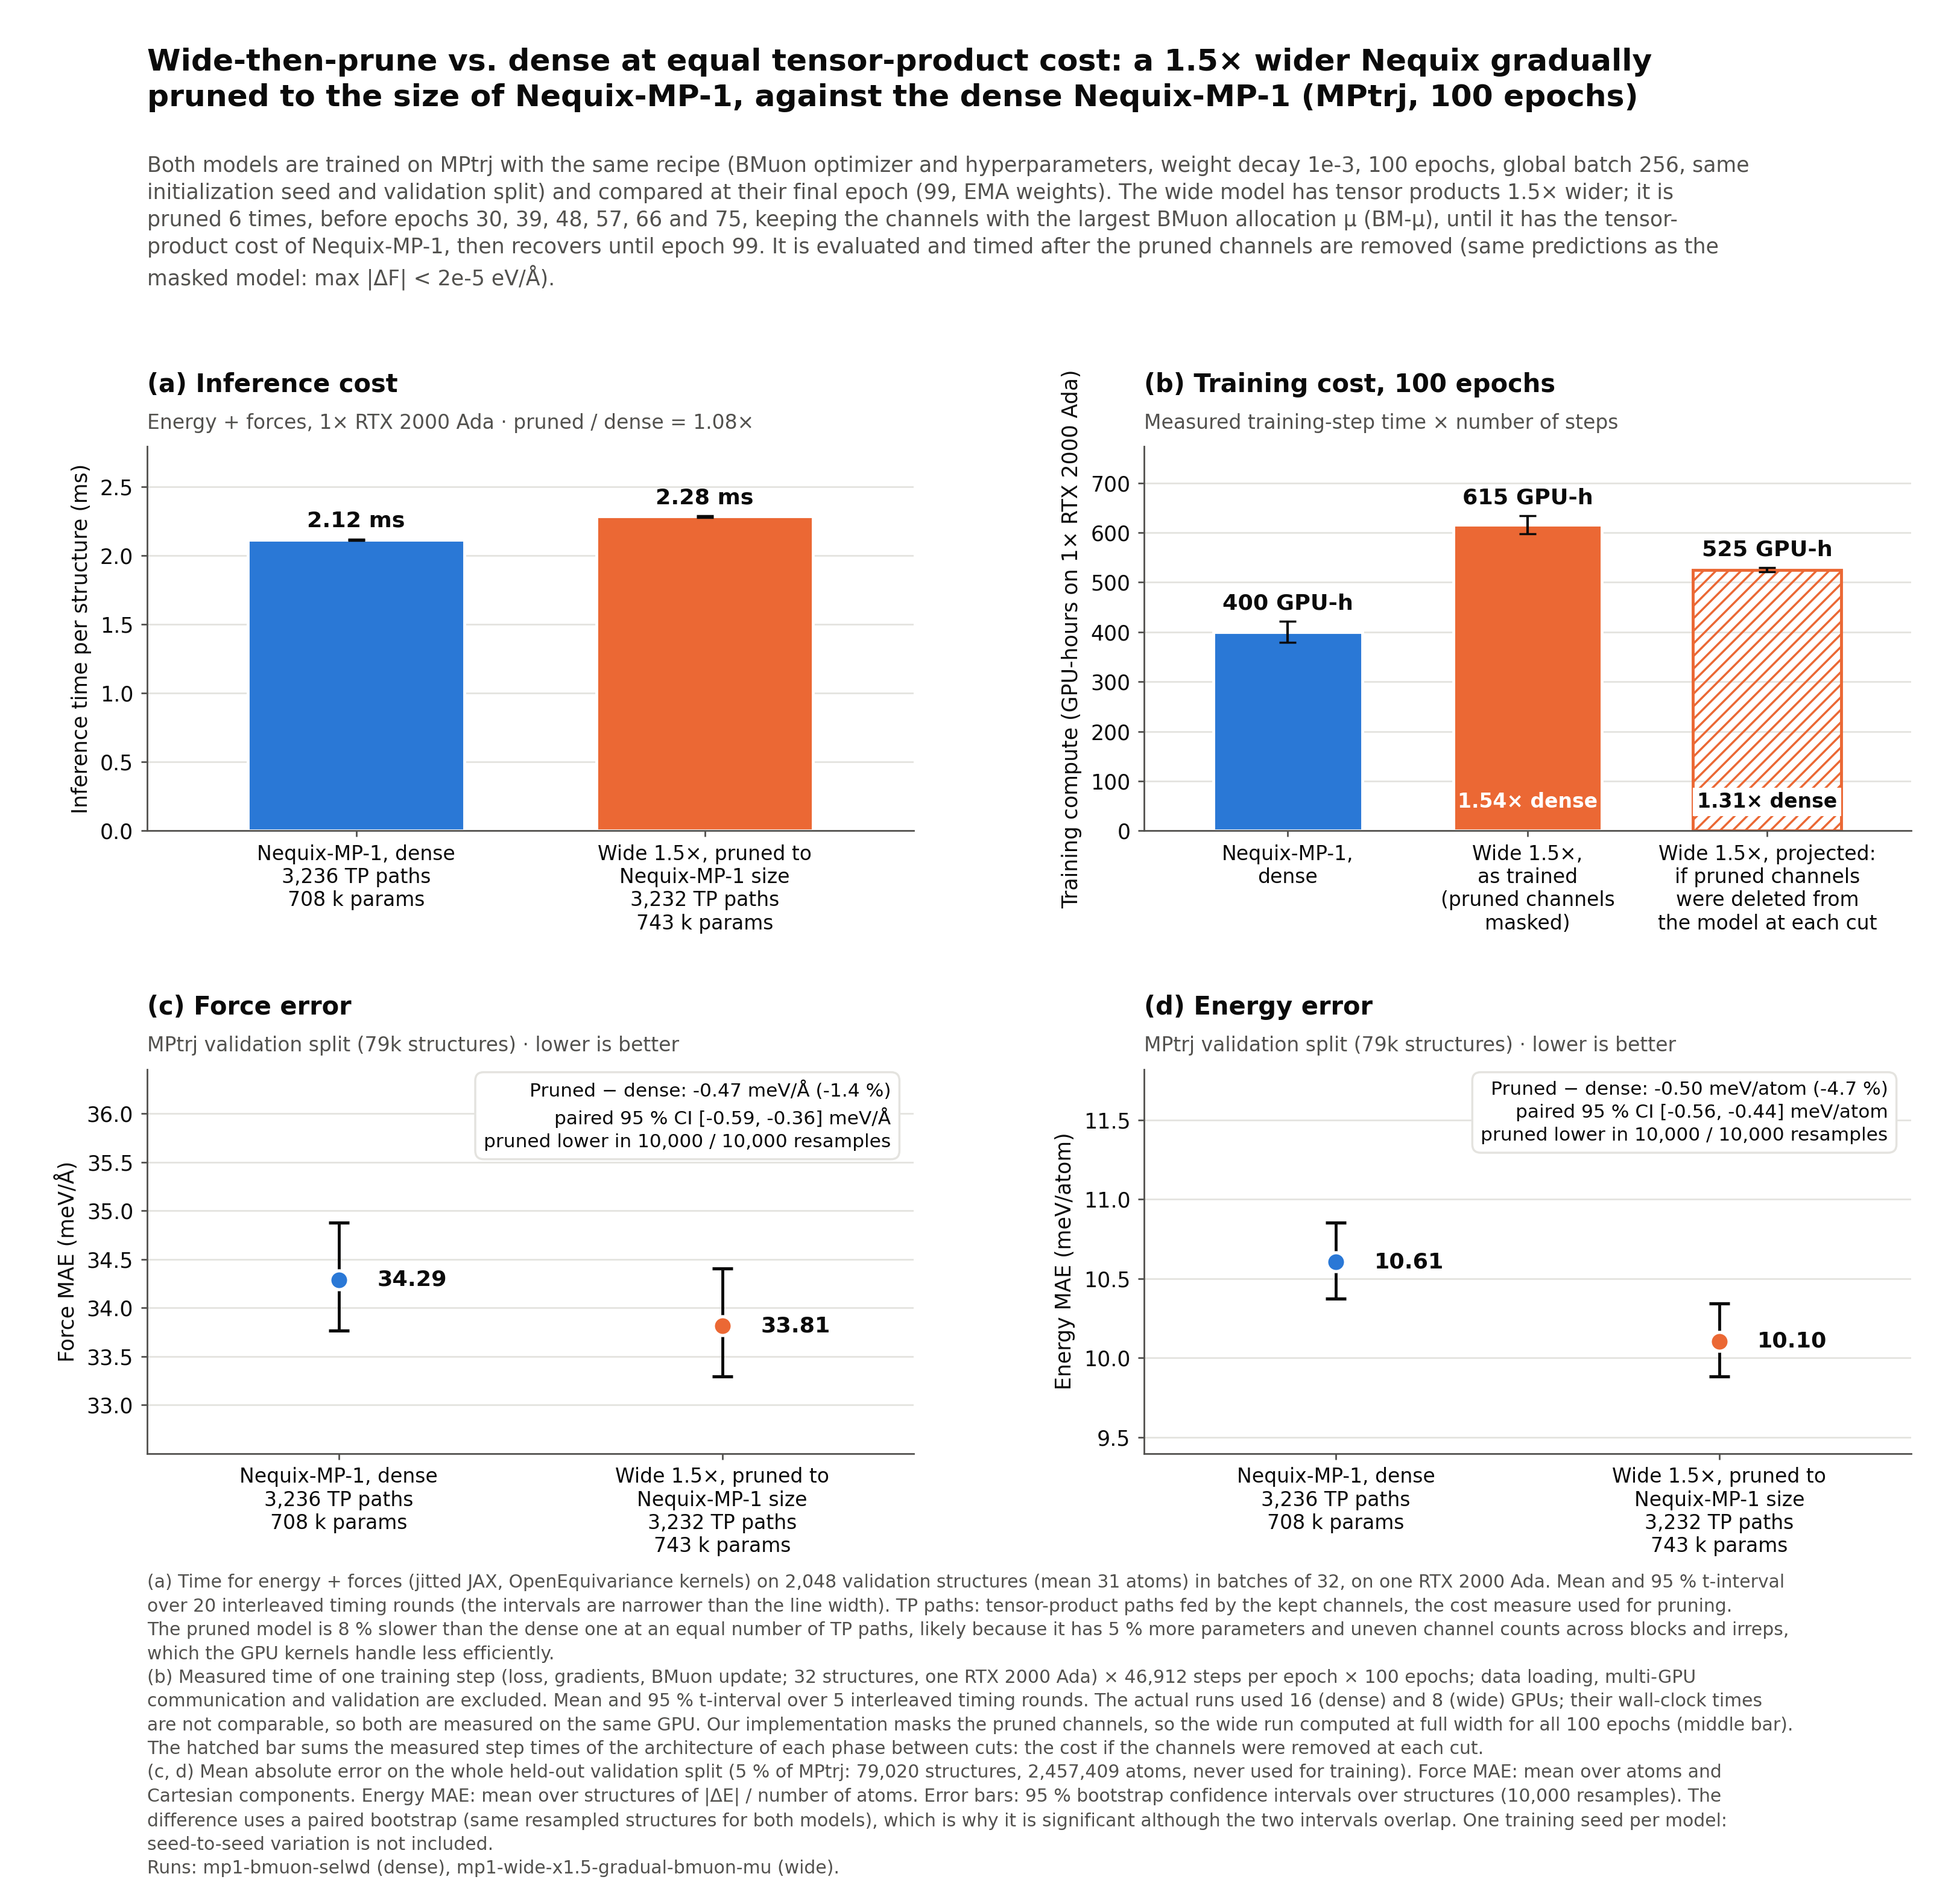 Wide-then-prune vs. dense at equal tensor-product cost: a 1.5× wider Nequix gradually
pruned to the size of Nequix-MP-1, against the dense Nequix-MP-1 (MPtrj, 100 epochs)
Both models are trained on MPtrj with the same recipe (BMuon optimizer and hyperparameters, weight decay 1e-3, 100 epochs, global batch 256, same
initialization seed and validation split) and compared at their final epoch (99, EMA weights). The wide model has tensor products 1.5× wider; it is
pruned 6 times, before epochs 30, 39, 48, 57, 66 and 75, keeping the channels with the largest BMuon allocation μ (BM-μ), until it has the tensor-
product cost of Nequix-MP-1, then recovers until epoch 99. It is evaluated and timed after the pruned channels are removed (same predictions as the
masked model: max |ΔF| < 2e-5 eV/Å).
(a) Inference cost
Energy + forces, 1× RTX 2000 Ada · pruned / dense = 1.08×
Inference time per structure (ms)
2.5
2.0
1.5
1.0
0.5
0.0
2.12 ms
2.28 ms
Nequix-MP-1, dense
3,236 TP paths
708 k params
Wide 1.5×, pruned to
Nequix-MP-1 size
3,232 TP paths
743 k params
(b) Training cost, 100 epochs
Measured training-step time × number of steps
Training compute (GPU-hours on 1× RTX 2000 Ada)
700
600
500
400
300
200
100
0
400 GPU-h
615 GPU-h
525 GPU-h
1.54× dense
1.31× dense
Nequix-MP-1,
dense
Wide 1.5×,
as trained
(pruned channels
masked)
Wide 1.5×, projected:
if pruned channels
were deleted from
the model at each cut
(c) Force error
MPtrj validation split (79k structures) · lower is better
Force MAE (meV/Å)
36.0
35.5
35.0
34.5
34.0
33.5
33.0
Pruned − dense: -0.47 meV/Å (-1.4 %)
paired 95 % CI [-0.59, -0.36] meV/Å
pruned lower in 10,000 / 10,000 resamples
34.29
33.81
Nequix-MP-1, dense
3,236 TP paths
708 k params
Wide 1.5×, pruned to
Nequix-MP-1 size
3,232 TP paths
743 k params
(d) Energy error
MPtrj validation split (79k structures) · lower is better
Energy MAE (meV/atom)
11.5
11.0
10.5
10.0
9.5
Pruned − dense: -0.50 meV/atom (-4.7 %)
paired 95 % CI [-0.56, -0.44] meV/atom
pruned lower in 10,000 / 10,000 resamples
10.61
10.10
Nequix-MP-1, dense
3,236 TP paths
708 k params
Wide 1.5×, pruned to
Nequix-MP-1 size
3,232 TP paths
743 k params
(a) Time for energy + forces (jitted JAX, OpenEquivariance kernels) on 2,048 validation structures (mean 31 atoms) in batches of 32, on one RTX 2000 Ada. Mean and 95 % t-interval
over 20 interleaved timing rounds (the intervals are narrower than the line width). TP paths: tensor-product paths fed by the kept channels, the cost measure used for pruning.
The pruned model is 8 % slower than the dense one at an equal number of TP paths, likely because it has 5 % more parameters and uneven channel counts across blocks and irreps,
which the GPU kernels handle less efficiently.
(b) Measured time of one training step (loss, gradients, BMuon update; 32 structures, one RTX 2000 Ada) × 46,912 steps per epoch × 100 epochs; data loading, multi-GPU
communication and validation are excluded. Mean and 95 % t-interval over 5 interleaved timing rounds. The actual runs used 16 (dense) and 8 (wide) GPUs; their wall-clock times
are not comparable, so both are measured on the same GPU. Our implementation masks the pruned channels, so the wide run computed at full width for all 100 epochs (middle bar).
The hatched bar sums the measured step times of the architecture of each phase between cuts: the cost if the channels were removed at each cut.
(c, d) Mean absolute error on the whole held-out validation split (5 % of MPtrj: 79,020 structures, 2,457,409 atoms, never used for training). Force MAE: mean over atoms and
Cartesian components. Energy MAE: mean over structures of |ΔE| / number of atoms. Error bars: 95 % bootstrap confidence intervals over structures (10,000 resamples). The
difference uses a paired bootstrap (same resampled structures for both models), which is why it is significant although the two intervals overlap. One training seed per model:
seed-to-seed variation is not included.
Runs: mp1-bmuon-selwd (dense), mp1-wide-x1.5-gradual-bmuon-mu (wide).